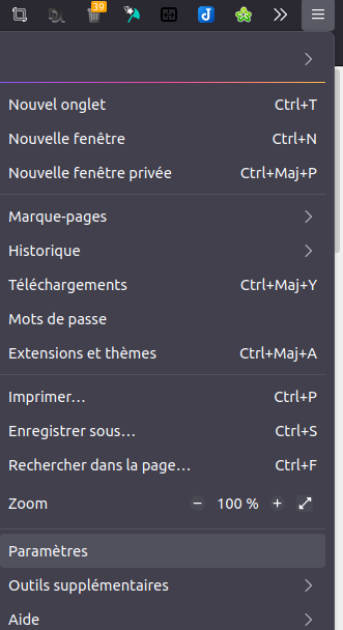 39
Nouvel onglet Ctrl+T
Nouvelle fenêtre Ctrl+N
Nouvelle fenêtre privée Ctrl+Maj+P
Marque-pages
Historique
Téléchargements Ctrl+Maj+Y
Mots de passe
Extensions et thèmes Ctrl+Maj+A
Imprimer… Ctrl+P
Enregistrer sous… Ctrl+S
Rechercher dans la page… Ctrl+F
Zoom − 100 % +
Paramètres
Outils supplémentaires
Aide